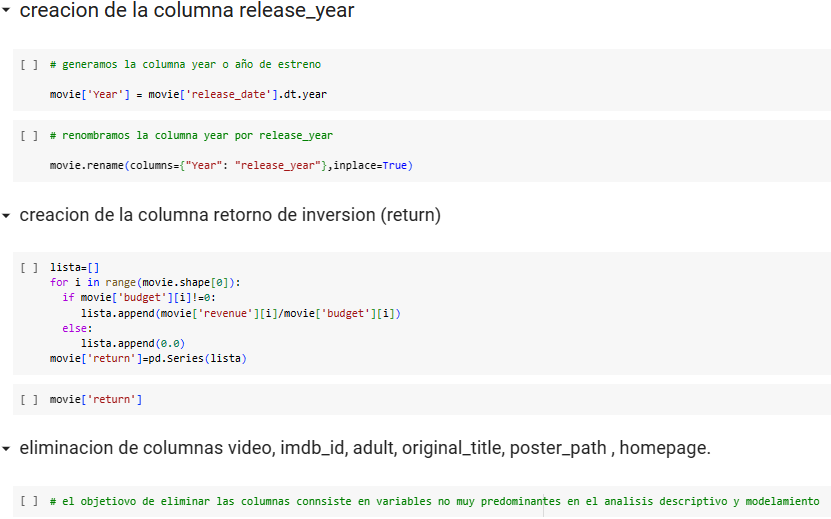 creacion de la columna release_year
[ ] # generamos la columna year o año de estreno
movie['Year'] = movie['release_date'].dt.year
[ ] # renombramos la columna year por release_year
movie.rename(columns={"Year": "release_year"},inplace=True)
creacion de la columna retorno de inversion (return)
[ ] lista=[]
for i in range(movie.shape[0]):
if movie['budget'][i]!=0:
lista.append(movie['revenue'][i]/movie['budget'][i])
else:
lista.append(0.0)
movie['return']=pd.Series(lista)
[ ] movie['return']
eliminacion de columnas video, imdb_id, adult, original_title, poster_path , homepage.
[ ] # el objetiovo de eliminar las columnas connsiste en variables no muy predominantes en el analisis descriptivo y modelamiento